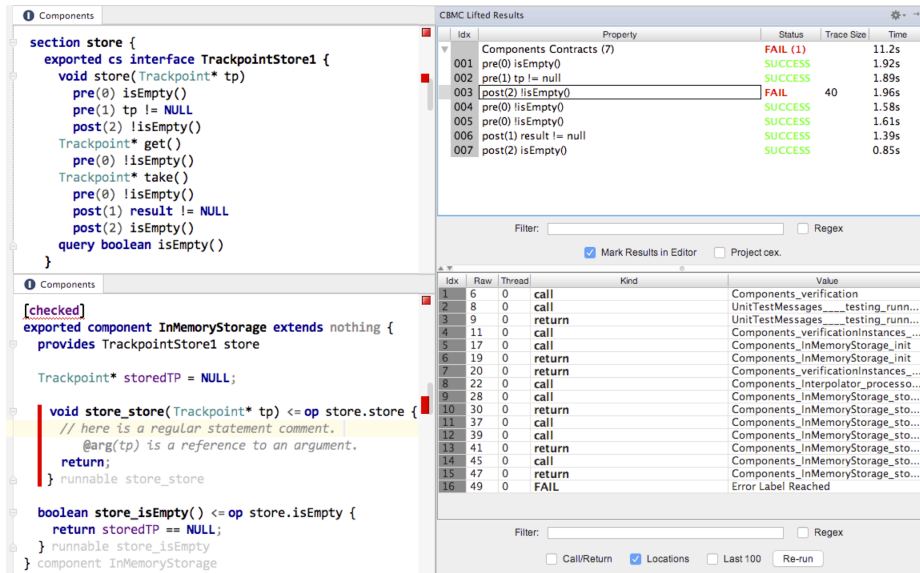 Components
section store {
exported cs interface TrackpointStore1 {
void store(Trackpoint* tp)
pre(0) isEmpty()
pre(1) tp != NULL
post(2) !isEmpty()
Trackpoint* get()
pre(0) !isEmpty()
Trackpoint* take()
pre(0) !isEmpty()
post(1) result != NULL
post(2) isEmpty()
query boolean isEmpty()
}
Components
[checked]
exported component InMemoryStorage extends nothing {
provides TrackpointStore1 store
Trackpoint* storedTP = NULL;
void store_store(Trackpoint* tp) <= op store.store {
// here is a regular statement comment.
@arg(tp) is a reference to an argument.
return;
} runnable store_store
boolean store_isEmpty() <= op store.isEmpty {
return storedTP == NULL;
} runnable store_isEmpty
} component InMemoryStorage
CBMC Lifted Results
Idx Property Status Trace Size Time
Components Contracts (7) FAIL (1) 11.2s
001 pre(0) isEmpty() SUCCESS 1.92s
002 pre(1) tp != null SUCCESS 1.89s
003 post(2) !isEmpty() FAIL 40 1.96s
004 pre(0) !isEmpty() SUCCESS 1.58s
005 pre(0) !isEmpty() SUCCESS 1.61s
006 post(1) result != null SUCCESS 1.39s
007 post(2) isEmpty() SUCCESS 0.85s
Filter: Regex
Mark Results in Editor Project cex.
Idx Raw Thread Kind Value
1 6 0 call Components_verification
2 8 0 call UnitTestMessages____testing_runn...
3 9 0 return UnitTestMessages____testing_runn...
4 11 0 call Components_verificationInstances_...
5 17 0 call Components_InMemoryStorage_init
6 19 0 return Components_InMemoryStorage_init
7 20 0 return Components_verificationInstances_...
8 22 0 call Components_Interpolator_processo...
9 28 0 call Components_InMemoryStorage_sto...
10 30 0 return Components_InMemoryStorage_sto...
11 37 0 call Components_InMemoryStorage_sto...
12 39 0 call Components_InMemoryStorage_sto...
13 41 0 return Components_InMemoryStorage_sto...
14 45 0 call Components_InMemoryStorage_sto...
15 47 0 return Components_InMemoryStorage_sto...
16 49 0 FAIL Error Label Reached
Filter: Regex
Call/Return Locations Last 100 Re-run